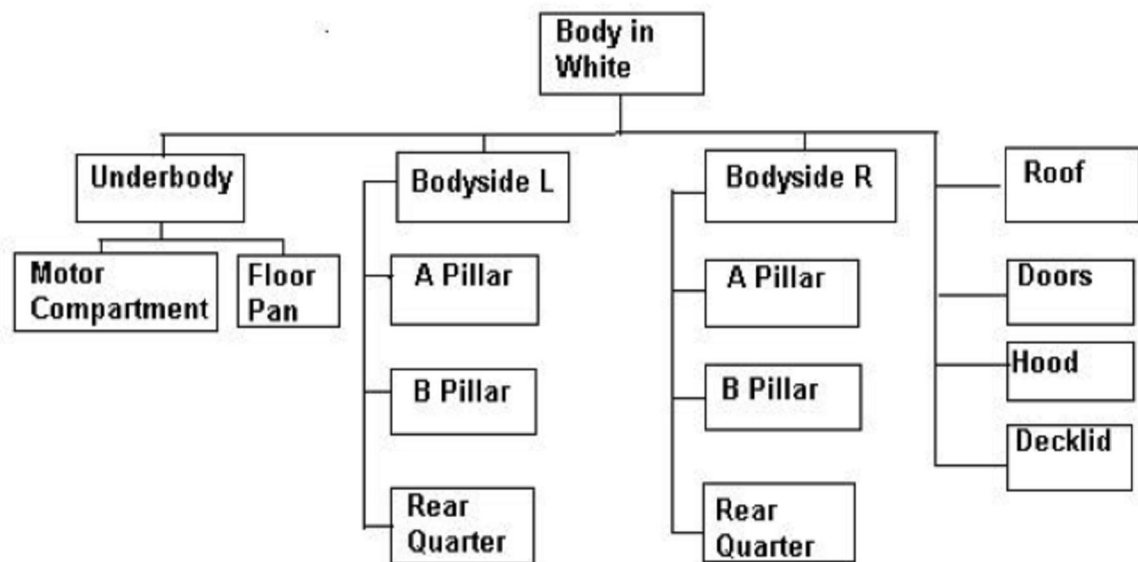 Body in
White
Underbody
Bodyside L
Bodyside R
Roof
Motor
Compartment
Floor
Pan
A Pillar
A Pillar
Doors
B Pillar
B Pillar
Hood
Decklid
Rear
Quarter
Rear
Quarter